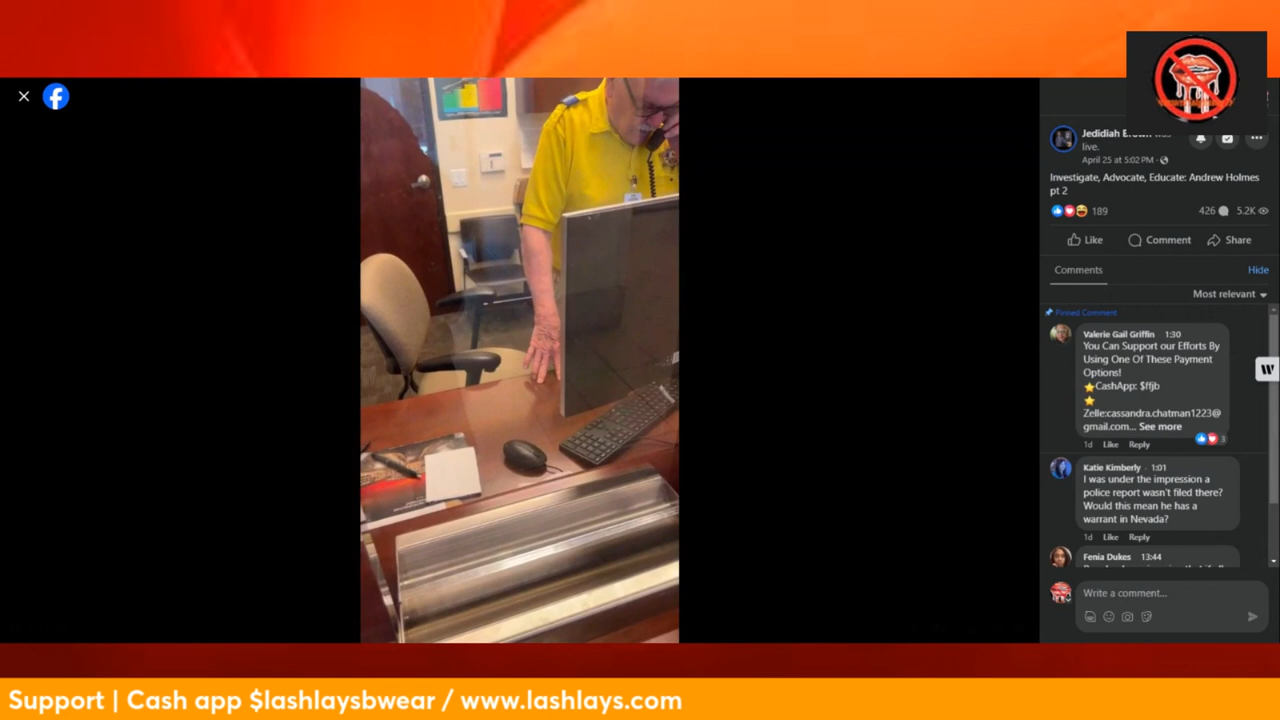 Jedidiah
live.
April 25 at 5:02 PM ·
Investigate, Advocate, Educate: Andrew Holmes
pt 2
189
426
5.2K
Like
Comment
Share
Comments
Hide
Most relevant
Pinned Comment
Valerie Gail Griffin 1:30
You Can Support our Efforts By
Using One Of These Payment
Options!
⭐CashApp: $ffjb
⭐
Zelle:cassandra.chatman1223@
gmail.com... See more
3
1d Like Reply
W
Katie Kimberly · 1:01
I was under the impression a
police report wasn't filed there?
Would this mean he has a
warrant in Nevada?
1d Like Reply
Fenia Dukes 13:44
Write a comment...
Support | Cash app $lashlaysbwear / www.lashlays.com